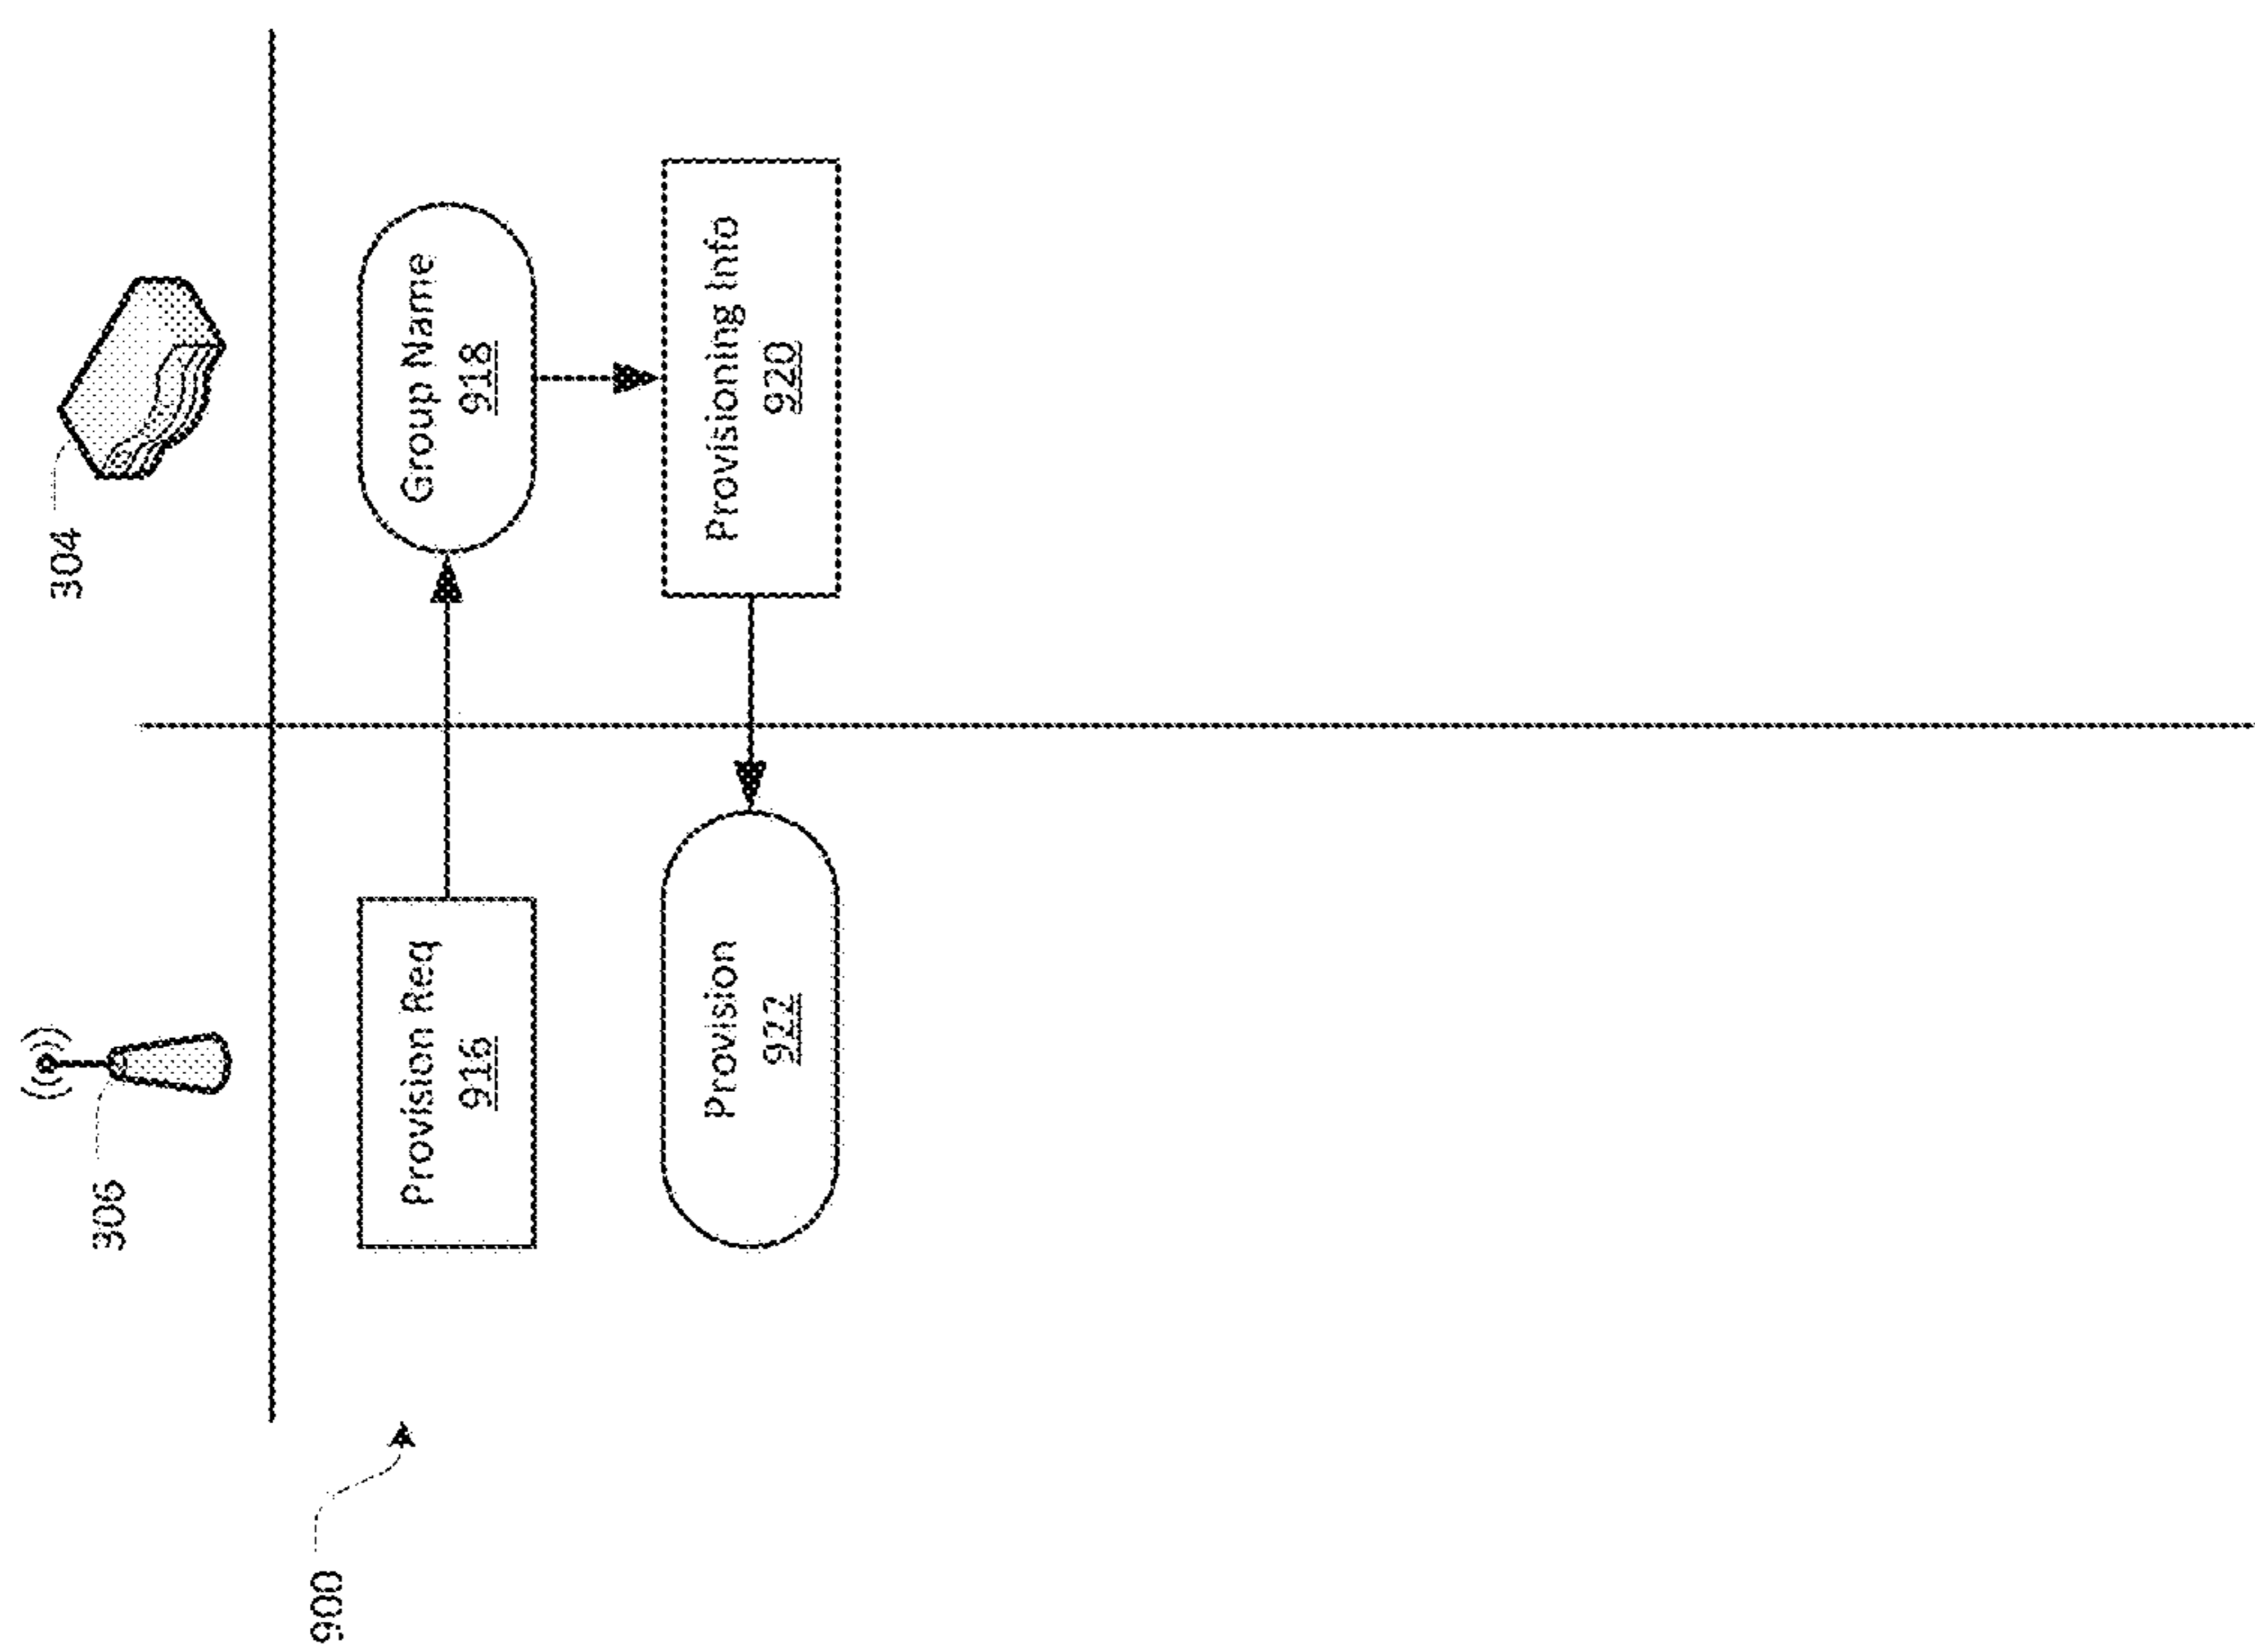 306
304
900
Provision Req
916
Group Name
918
Provision
922
Provisioning Info
920